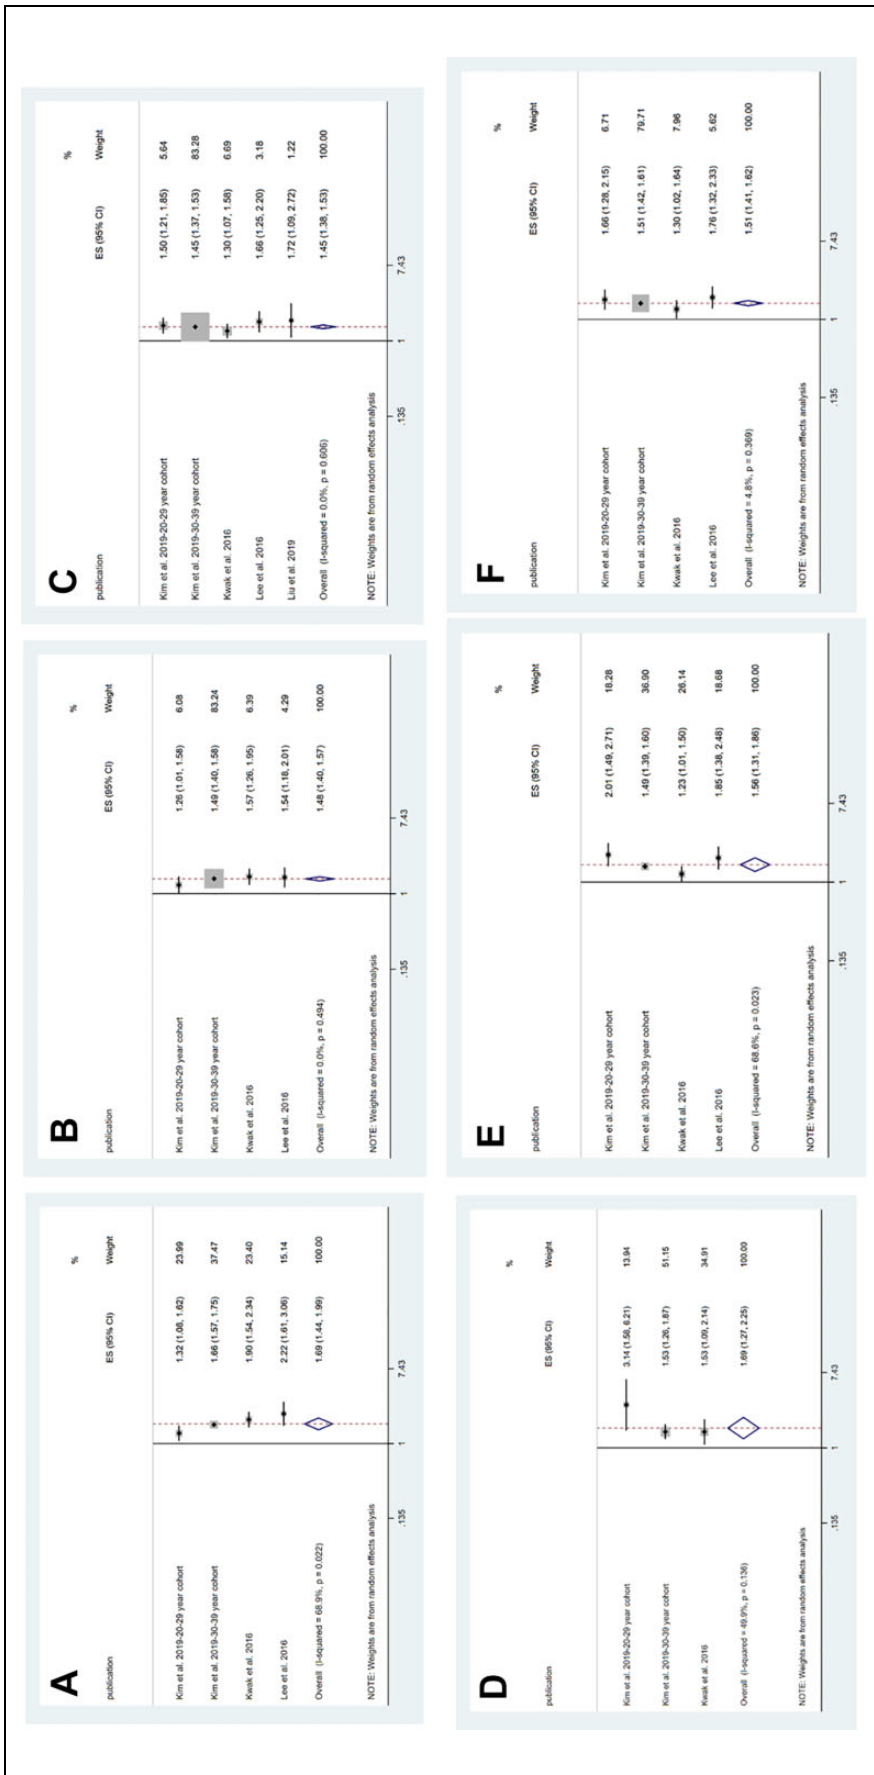 A
publication
ES (95% CI)
%
Weight
Kim et al. 2019-20-29 year cohort 1.32 (1.08, 1.62) 23.99
Kim et al. 2019-30-39 year cohort 1.66 (1.57, 1.75) 37.47
Kwak et al. 2016 1.90 (1.54, 2.34) 23.40
Lee et al. 2016 2.22 (1.61, 3.06) 15.14
Overall (I-squared = 68.9%, p = 0.022) 1.69 (1.44, 1.99) 100.00
NOTE: Weights are from random effects analysis
.135 1 7.43
B
publication
ES (95% CI)
%
Weight
Kim et al. 2019-20-29 year cohort 1.26 (1.01, 1.58) 6.08
Kim et al. 2019-30-39 year cohort 1.49 (1.40, 1.58) 83.24
Kwak et al. 2016 1.57 (1.26, 1.95) 6.39
Lee et al. 2016 1.54 (1.18, 2.01) 4.29
Overall (I-squared = 0.0%, p = 0.494) 1.48 (1.40, 1.57) 100.00
NOTE: Weights are from random effects analysis
.135 1 7.43
C
publication
ES (95% CI)
%
Weight
Kim et al. 2019-20-29 year cohort 1.50 (1.21, 1.85) 5.64
Kim et al. 2019-30-39 year cohort 1.45 (1.37, 1.53) 83.28
Kwak et al. 2016 1.30 (1.07, 1.58) 6.69
Lee et al. 2016 1.66 (1.25, 2.20) 3.18
Liu et al. 2019 1.72 (1.09, 2.72) 1.22
Overall (I-squared = 0.0%, p = 0.606) 1.45 (1.38, 1.53) 100.00
NOTE: Weights are from random effects analysis
.135 1 7.43
D
publication
ES (95% CI)
%
Weight
Kim et al. 2019-20-29 year cohort 3.14 (1.58, 6.21) 13.94
Kim et al. 2019-30-39 year cohort 1.53 (1.26, 1.87) 51.15
Kwak et al. 2016 1.53 (1.09, 2.14) 34.91
Overall (I-squared = 49.9%, p = 0.136) 1.69 (1.27, 2.25) 100.00
NOTE: Weights are from random effects analysis
.135 1 7.43
E
publication
ES (95% CI)
%
Weight
Kim et al. 2019-20-29 year cohort 2.01 (1.49, 2.71) 18.28
Kim et al. 2019-30-39 year cohort 1.49 (1.39, 1.60) 36.90
Kwak et al. 2016 1.23 (1.01, 1.50) 26.14
Lee et al. 2016 1.85 (1.38, 2.48) 18.68
Overall (I-squared = 68.6%, p = 0.023) 1.56 (1.31, 1.86) 100.00
NOTE: Weights are from random effects analysis
.135 1 7.43
F
publication
ES (95% CI)
%
Weight
Kim et al. 2019-20-29 year cohort 1.66 (1.28, 2.15) 6.71
Kim et al. 2019-30-39 year cohort 1.51 (1.42, 1.61) 79.71
Kwak et al. 2016 1.30 (1.02, 1.64) 7.96
Lee et al. 2016 1.76 (1.32, 2.33) 5.62
Overall (I-squared = 4.8%, p = 0.369) 1.51 (1.41, 1.62) 100.00
NOTE: Weights are from random effects analysis
.135 1 7.43